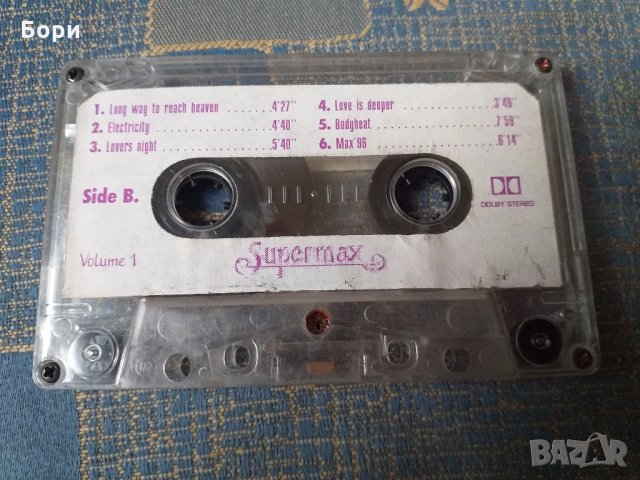 Бори
1. Long way to reach heaven ..........4'27"
2. Electricity ..........4'40"
3. Lovers night ..........5'40"
4. Love is deeper ..........3'49"
5. Bodyheat ..........7'59"
6. Max'96 ..........6'14"
Side B.
DOLBY STEREO
Volume 1
Supermax
BAZAR